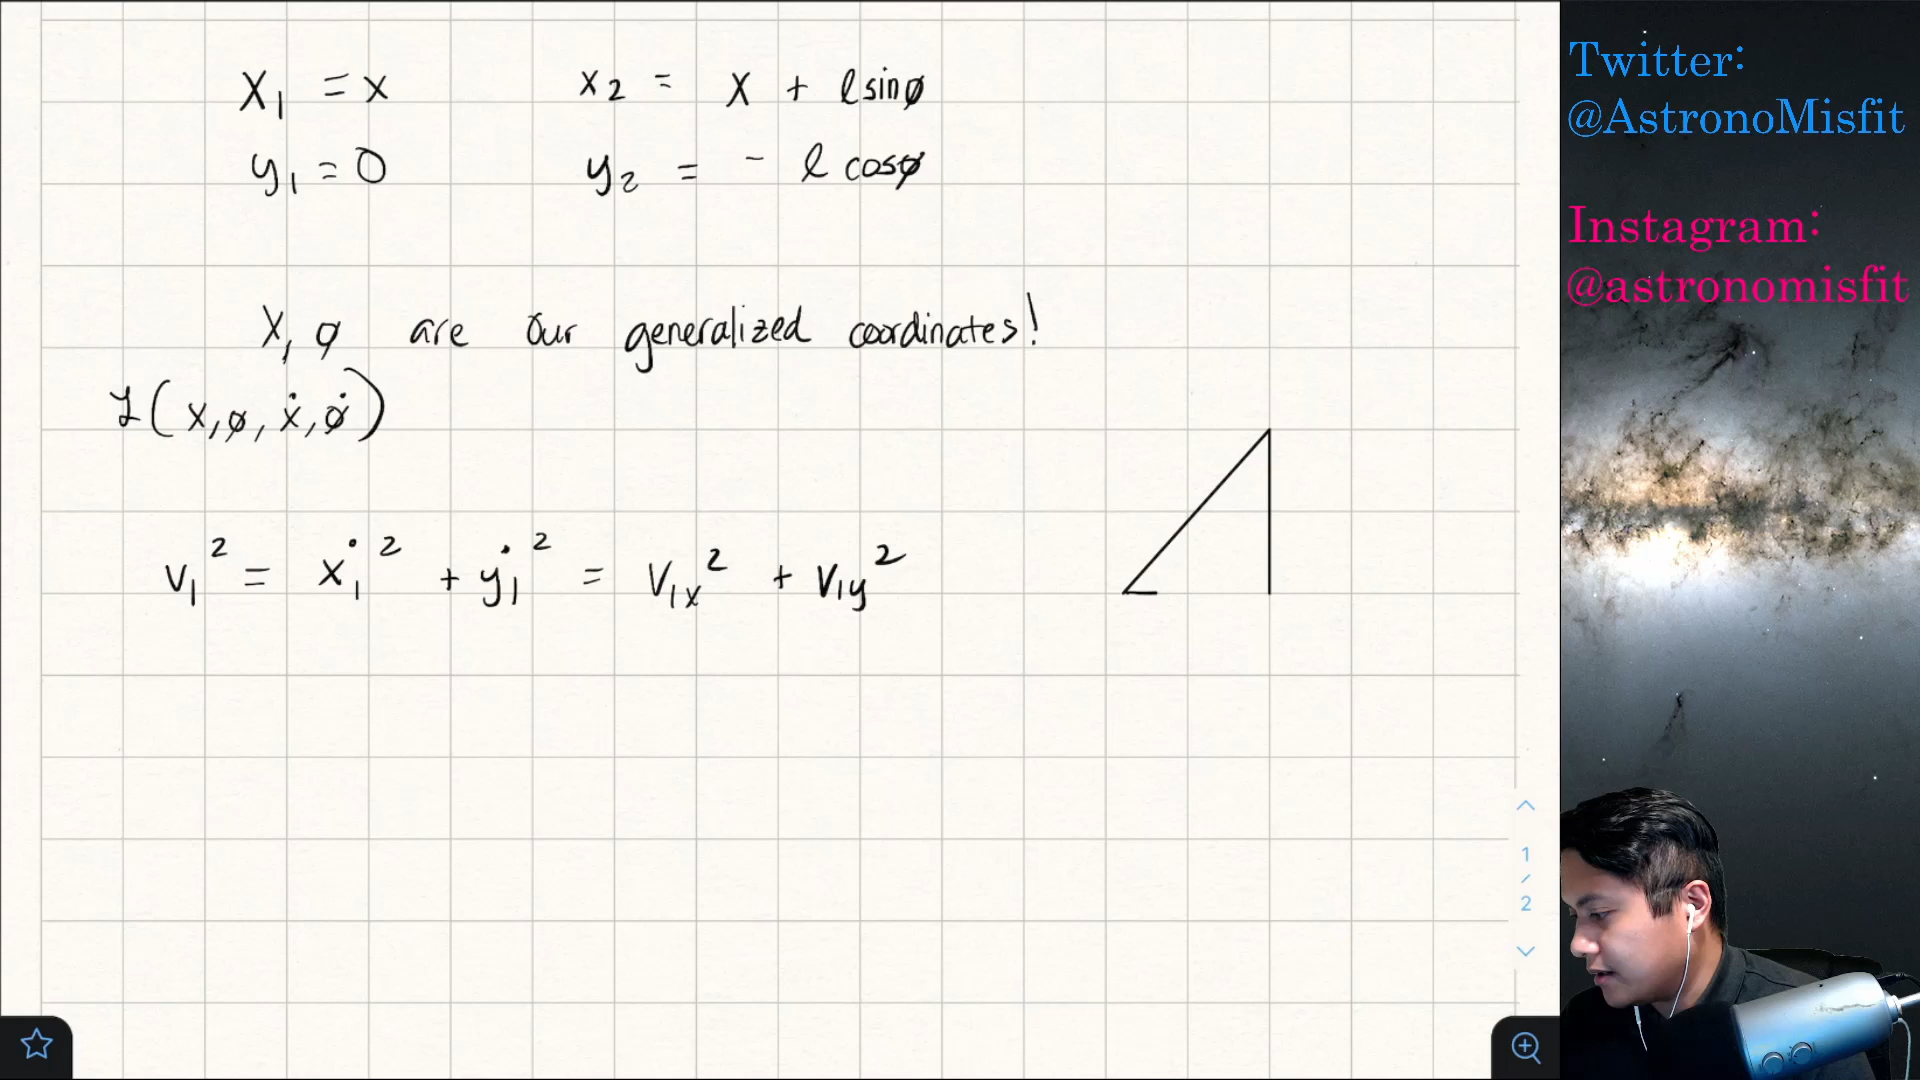 x₁ = x    x₂ = x + ℓ sinφ
y₁ = 0    y₂ = - ℓ cosφ
x, φ are our generalized coordinates!
ℒ(x, φ, ẋ, φ̇)
v₁² = ẋ₁² + ẏ₁² = v₁ₓ² + v₁y²
1
/
2
Twitter:
@AstronoMisfit
Instagram:
@astronomisfit